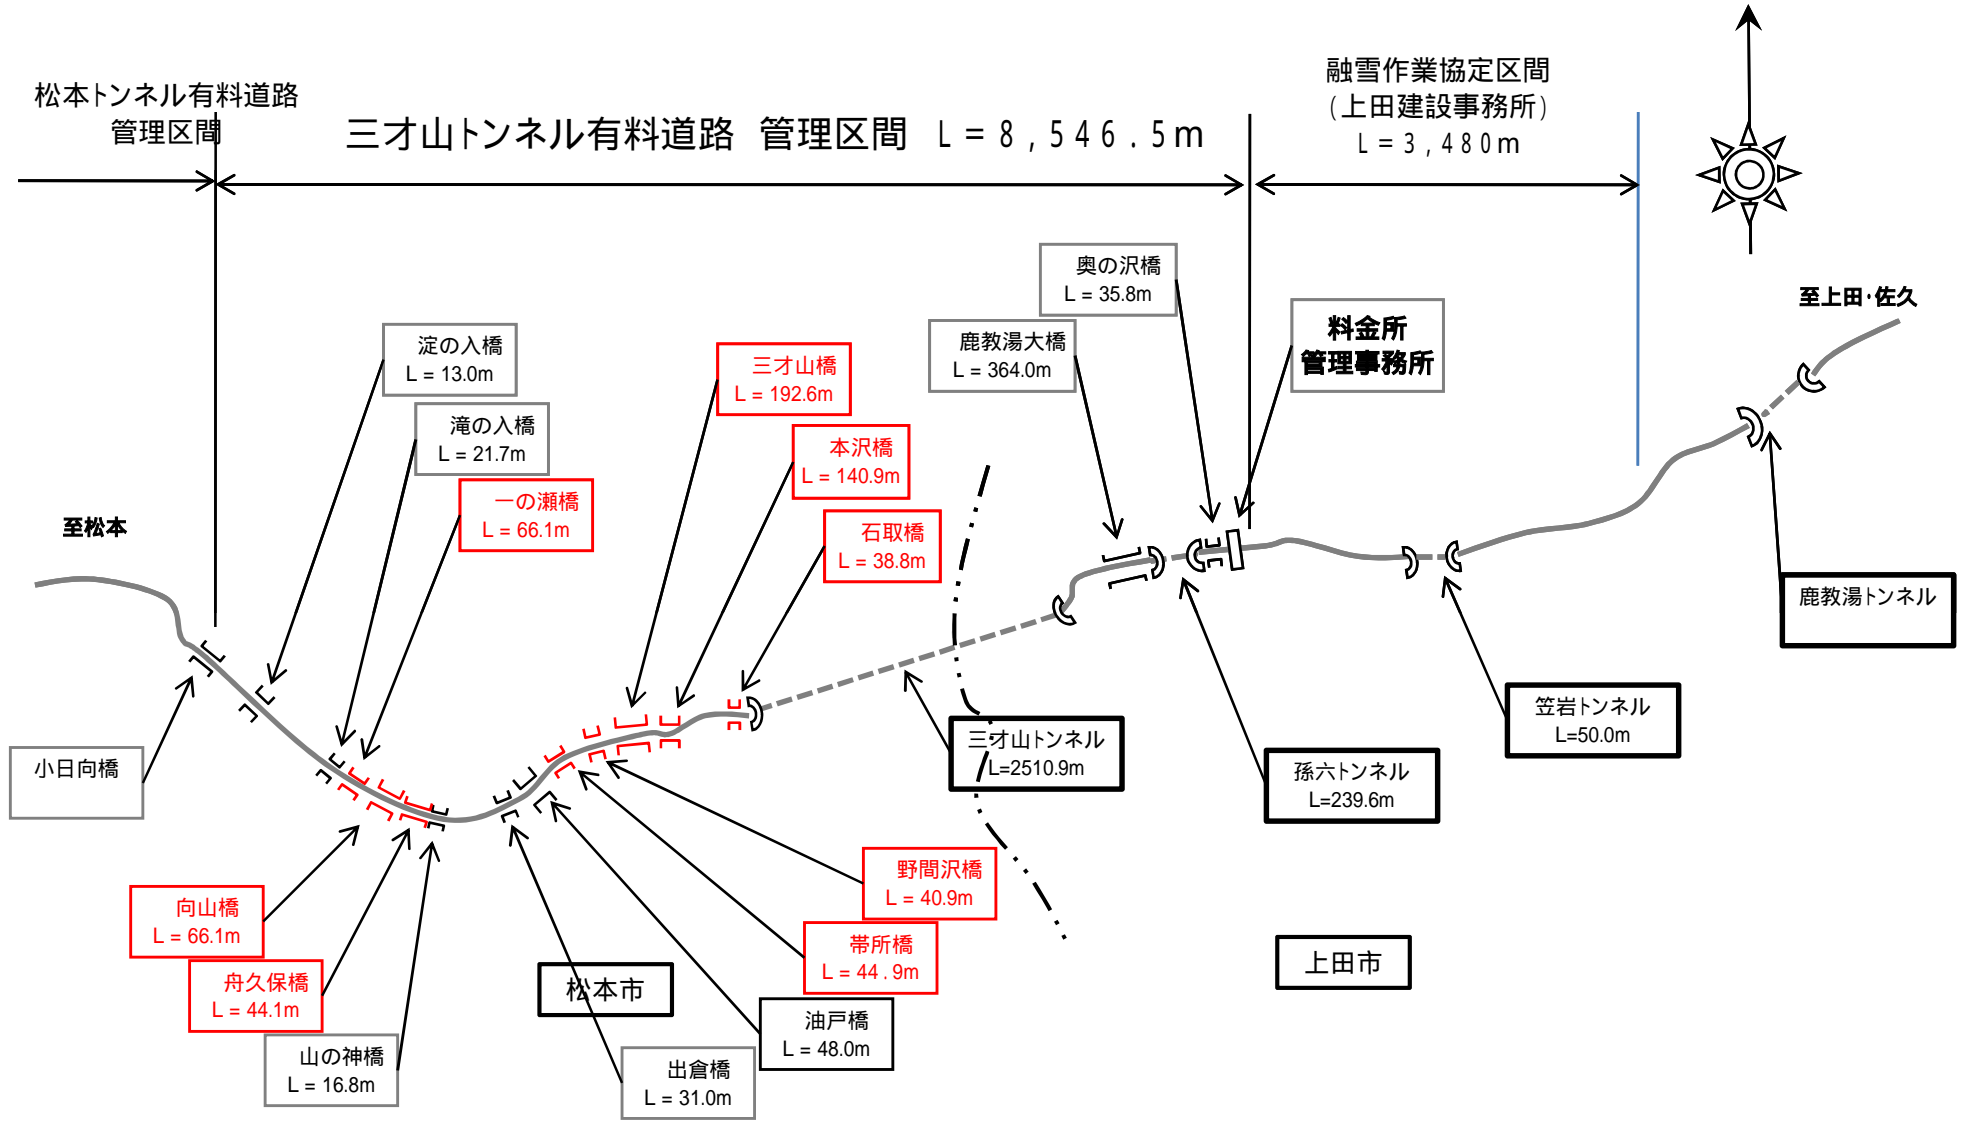 松本トンネル有料道路
管理区間
三才山トンネル有料道路 管理区間 L=8,546.5m
融雪作業協定区間
(上田建設事務所)
L=3,480m
奥の沢橋
L = 35.8m
至上田・佐久
料金所
管理事務所
鹿教湯大橋
L = 364.0m
淀の入橋
L = 13.0m
三才山橋
L = 192.6m
滝の入橋
L = 21.7m
本沢橋
L = 140.9m
一の瀬橋
L = 66.1m
石取橋
L = 38.8m
至松本
鹿教湯トンネル
笠岩トンネル
L=50.0m
三才山トンネル
L=2510.9m
小日向橋
孫六トンネル
L=239.6m
野間沢橋
L = 40.9m
向山橋
L = 66.1m
帯所橋
L = 44.9m
上田市
舟久保橋
L = 44.1m
松本市
油戸橋
L = 48.0m
山の神橋
L = 16.8m
出倉橋
L = 31.0m